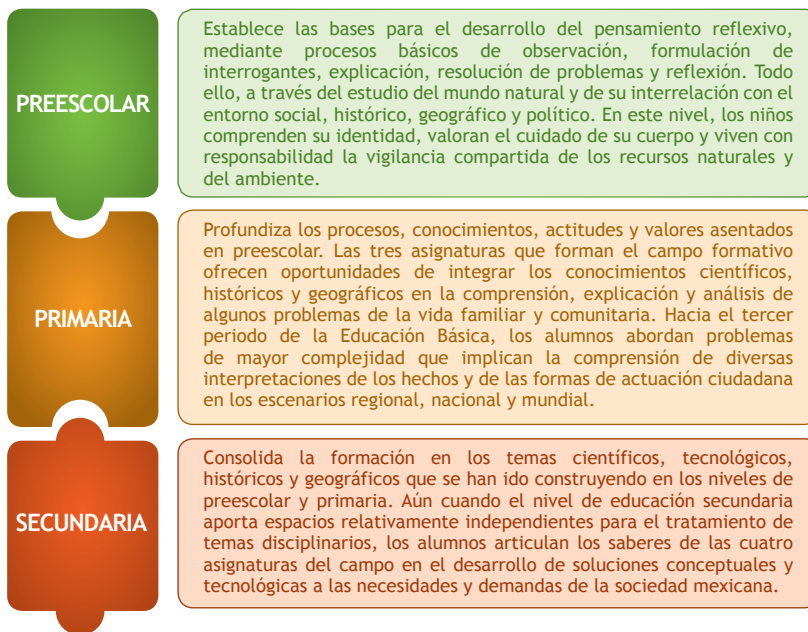 PREESCOLAR
Establece las bases para el desarrollo del pensamiento reflexivo,
mediante procesos básicos de observación, formulación de
interrogantes, explicación, resolución de problemas y reflexión. Todo
ello, a través del estudio del mundo natural y de su interrelación con el
entorno social, histórico, geográfico y político. En este nivel, los niños
comprenden su identidad, valoran el cuidado de su cuerpo y viven con
responsabilidad la vigilancia compartida de los recursos naturales y
del ambiente.
PRIMARIA
Profundiza los procesos, conocimientos, actitudes y valores asentados
en preescolar. Las tres asignaturas que forman el campo formativo
ofrecen oportunidades de integrar los conocimientos científicos,
históricos y geográficos en la comprensión, explicación y análisis de
algunos problemas de la vida familiar y comunitaria. Hacia el tercer
periodo de la Educación Básica, los alumnos abordan problemas
de mayor complejidad que implican la comprensión de diversas
interpretaciones de los hechos y de las formas de actuación ciudadana
en los escenarios regional, nacional y mundial.
SECUNDARIA
Consolida la formación en los temas científicos, tecnológicos,
históricos y geográficos que se han ido construyendo en los niveles de
preescolar y primaria. Aún cuando el nivel de educación secundaria
aporta espacios relativamente independientes para el tratamiento de
temas disciplinarios, los alumnos articulan los saberes de las cuatro
asignaturas del campo en el desarrollo de soluciones conceptuales y
tecnológicas a las necesidades y demandas de la sociedad mexicana.